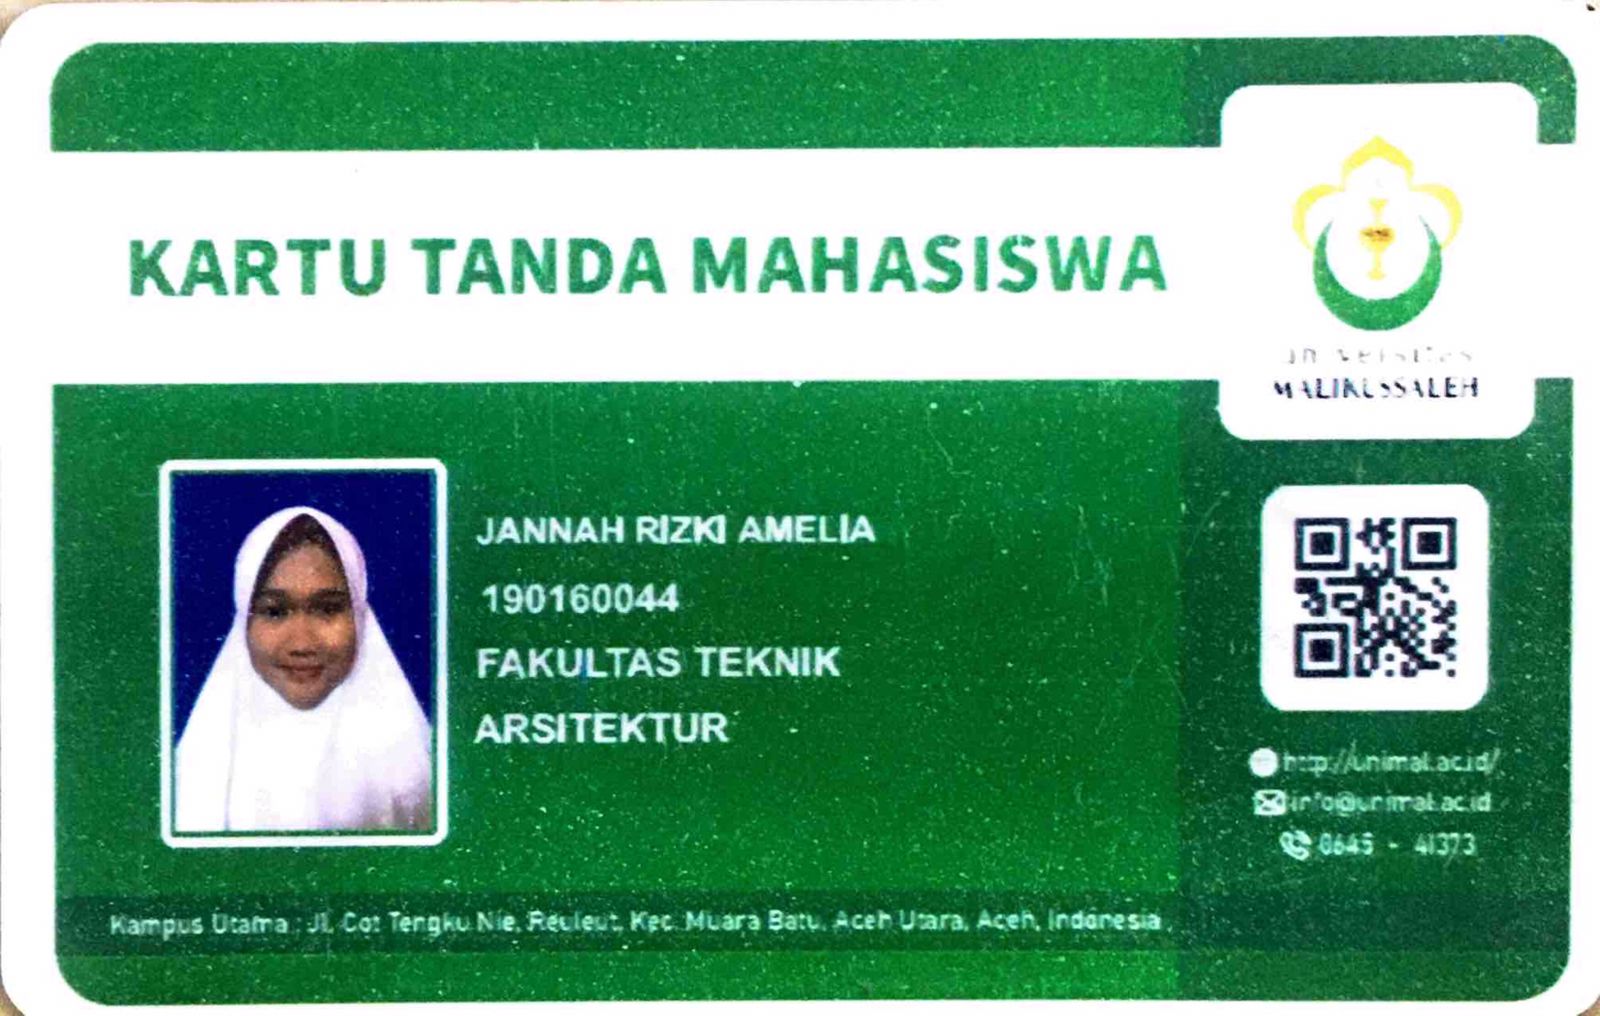 KARTU TANDA MAHASISWA
universitas
MALIKUSSALEH
JANNAH RIZKI AMELIA
190160044
FAKULTAS TEKNIK
ARSITEKTUR
http://unimal.ac.id/
info@unimal.ac.id
0645 - 41373
Kampus Utama : Jl. Cot Tengku Nie, Reuleut, Kec. Muara Batu, Aceh Utara, Aceh, Indonesia